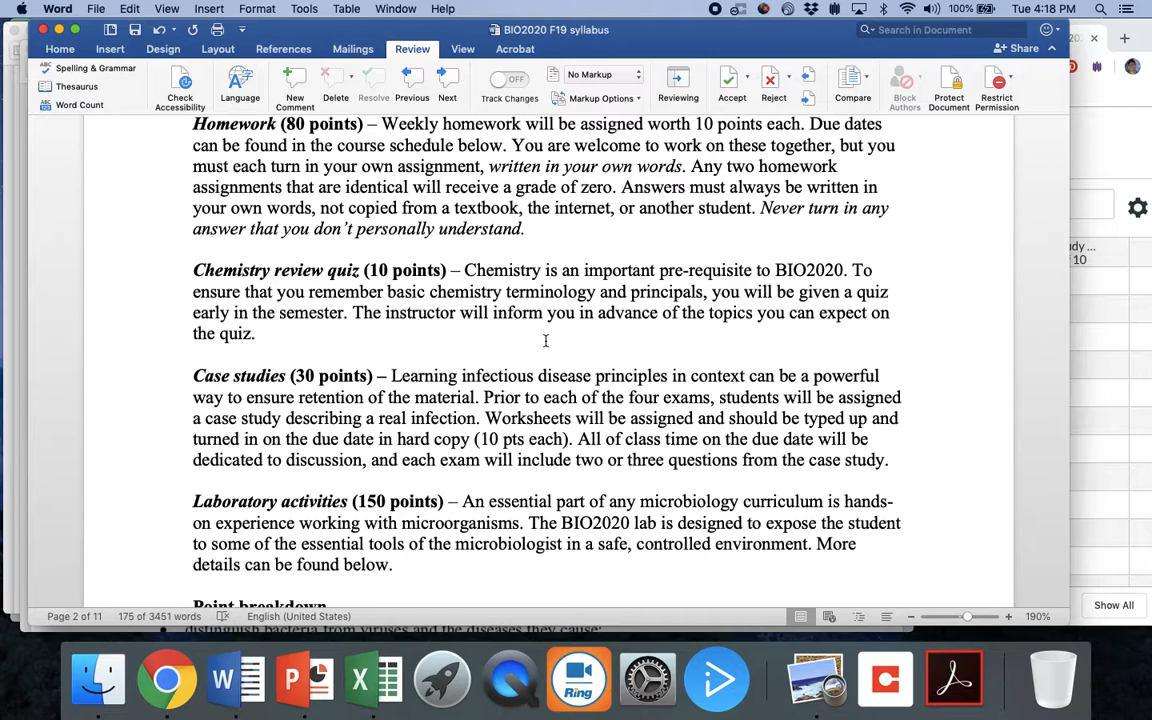 Word File Edit View Insert Format Tools Table Window Help 100% Tue 4:18 PM
BIO2020 F19 syllabus Search in Document
Home Insert Design Layout References Mailings Review View Acrobat Share
Spelling & Grammar
Thesaurus
Word Count
Check Accessibility Language New Comment Delete Resolve Previous Next OFF Track Changes No Markup Markup Options Reviewing Accept Reject Compare Block Authors Protect Document Restrict Permission
Homework (80 points) – Weekly homework will be assigned worth 10 points each. Due dates
can be found in the course schedule below. You are welcome to work on these together, but you
must each turn in your own assignment, written in your own words. Any two homework
assignments that are identical will receive a grade of zero. Answers must always be written in
your own words, not copied from a textbook, the internet, or another student. Never turn in any
answer that you don't personally understand.
Chemistry review quiz (10 points) – Chemistry is an important pre-requisite to BIO2020. To
ensure that you remember basic chemistry terminology and principals, you will be given a quiz
early in the semester. The instructor will inform you in advance of the topics you can expect on
the quiz.
Case studies (30 points) – Learning infectious disease principles in context can be a powerful
way to ensure retention of the material. Prior to each of the four exams, students will be assigned
a case study describing a real infection. Worksheets will be assigned and should be typed up and
turned in on the due date in hard copy (10 pts each). All of class time on the due date will be
dedicated to discussion, and each exam will include two or three questions from the case study.
Laboratory activities (150 points) – An essential part of any microbiology curriculum is hands-
on experience working with microorganisms. The BIO2020 lab is designed to expose the student
to some of the essential tools of the microbiologist in a safe, controlled environment. More
details can be found below.
Point breakdown
Page 2 of 11 175 of 3451 words English (United States) 190%
distinguish bacteria from viruses and the diseases they cause;
dy ...
10
Show All
Ring